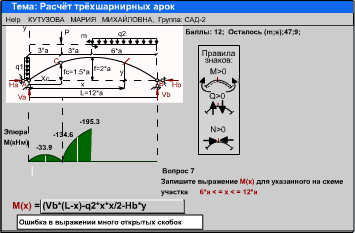 Тема: Расчёт трёхшарнирных арок
Help КУТУЗОВА МАРИЯ МИХАЙЛОВНА, Группа: САД-2
Баллы: 12; Осталось (m;в);47;9;
y
P
m
q2
3*a 3*a 6*a
Правила
знаков:
M>0
q1
C
fc=1.5*a
f=2*a
y
Xc
x
Ha
Hb
L=12*a
Va
Vb
Q>0
N>0
Эпюра
M(xHм)
-33.9
-134.6
-195.3
Вопрос 7
Запишите выражение M(x) для указанного на схеме
участка 6*a < = x < = 12*a
M(x) = (Vb*(L-x)-q2*x*x/2-Hb*y
Ошибка в выражении много открытых скобок